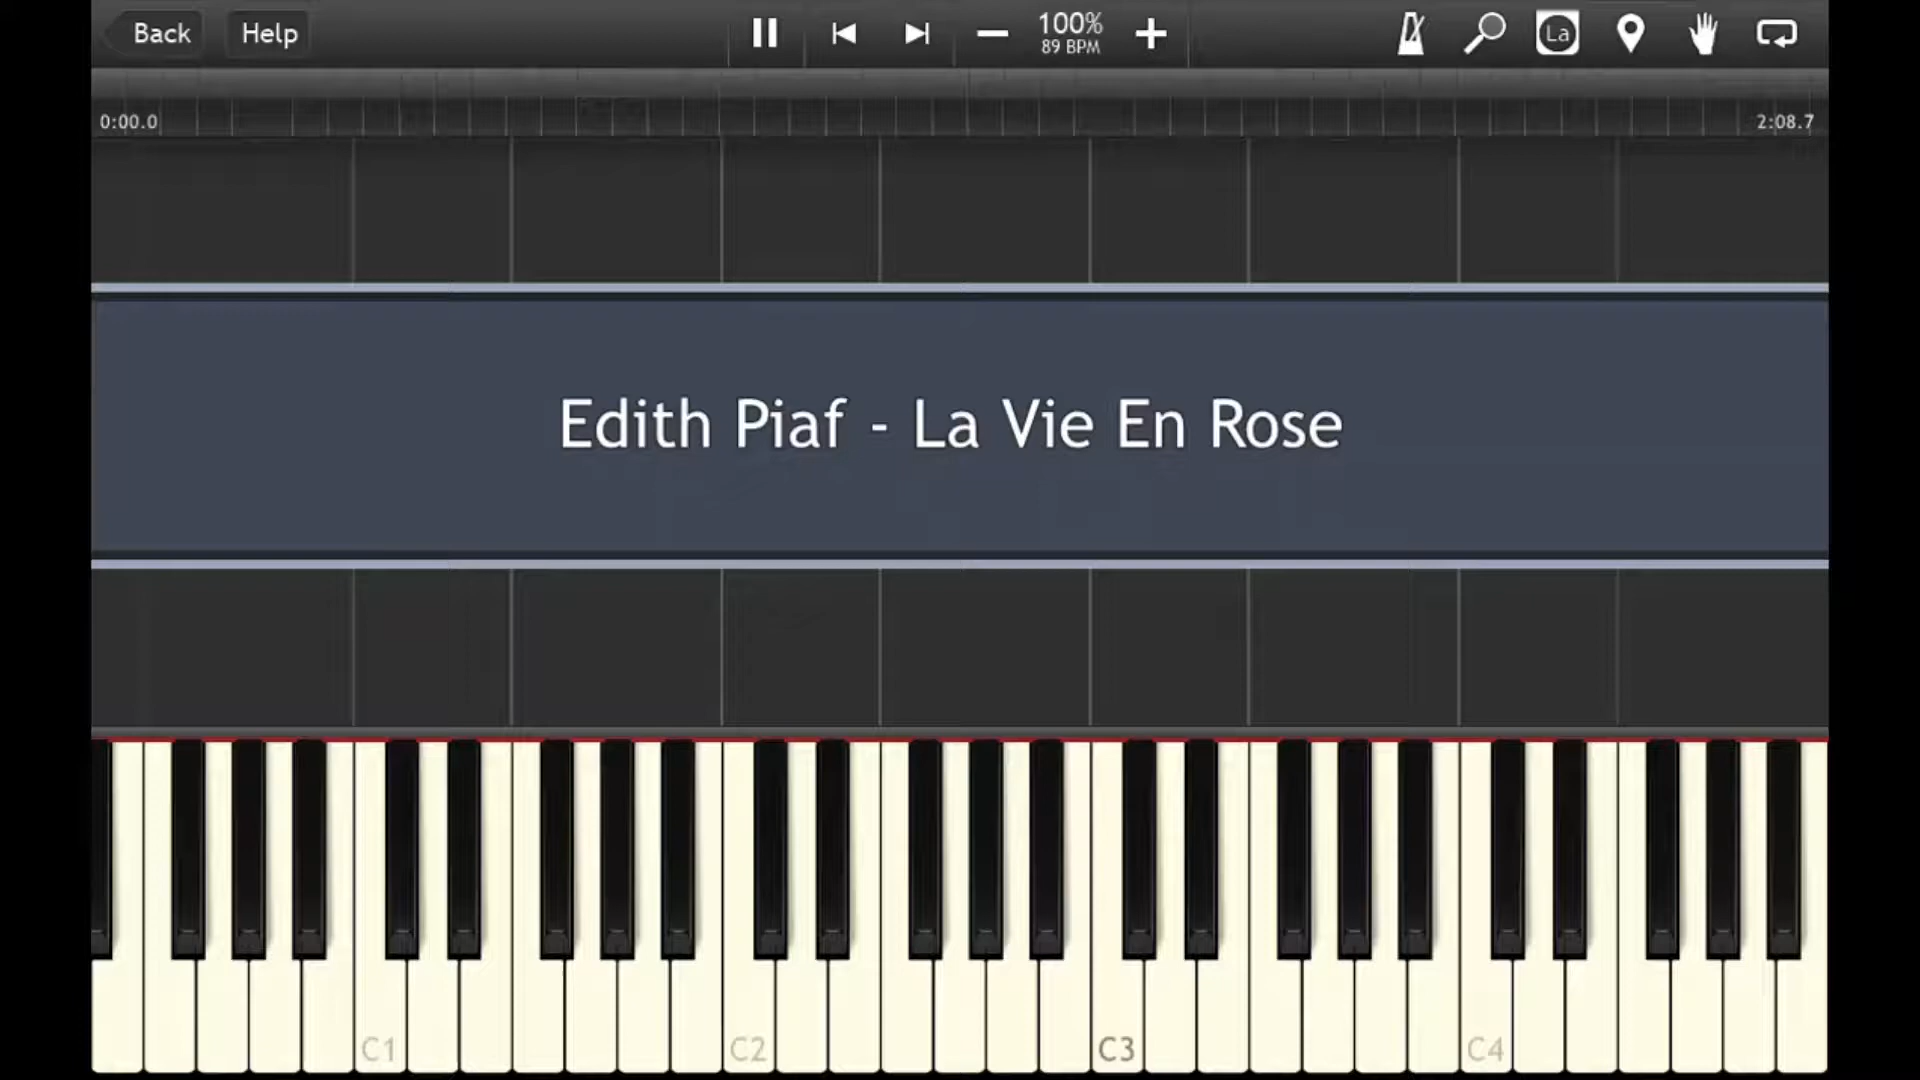 Back Help 100% La
89 BPM
0:00.0 2:08.7
Edith Piaf - La Vie En Rose
C1 C2 C3 C4